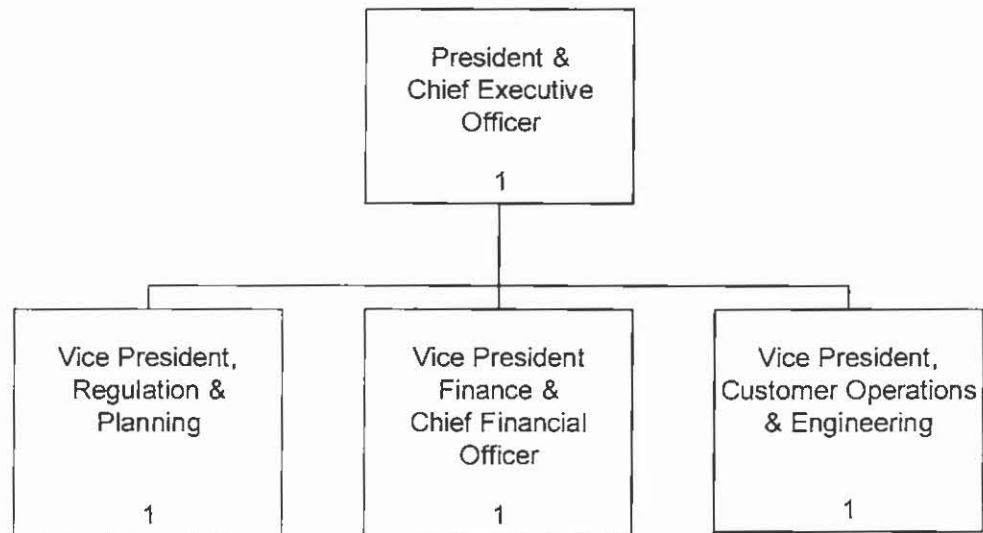 President &
Chief Executive
Officer
1
Vice President,
Regulation &
Planning
1
Vice President
Finance &
Chief Financial
Officer
1
Vice President,
Customer Operations
& Engineering
1